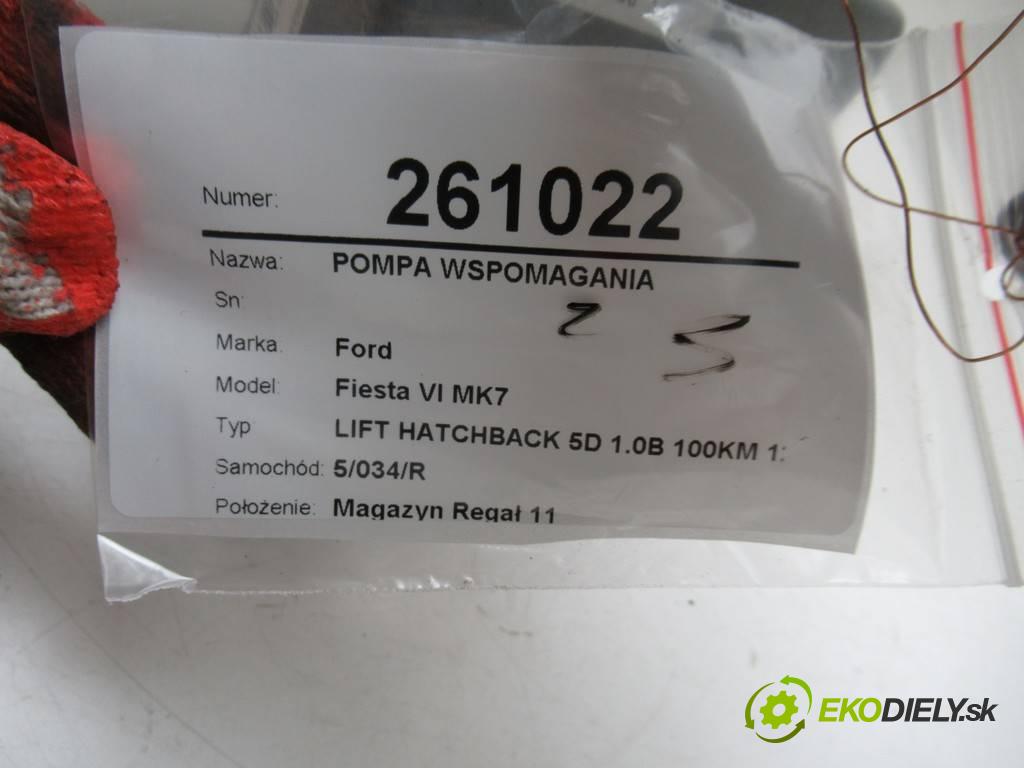 Numer: 261022
Nazwa: POMPA WSPOMAGANIA
Sn:
Marka: Ford
Model: Fiesta VI MK7
Typ LIFT HATCHBACK 5D 1.0B 100KM
Samochód: 5/034/R
Położenie: Magazyn Regał 11
EKODIELY.sk